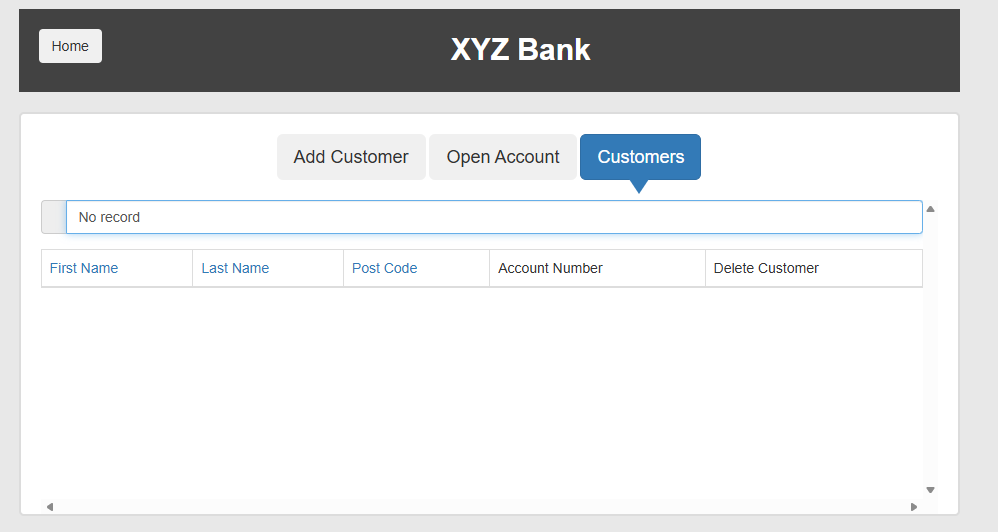 Home
XYZ Bank
Add Customer
Open Account
Customers
No record
First Name
Last Name
Post Code
Account Number
Delete Customer